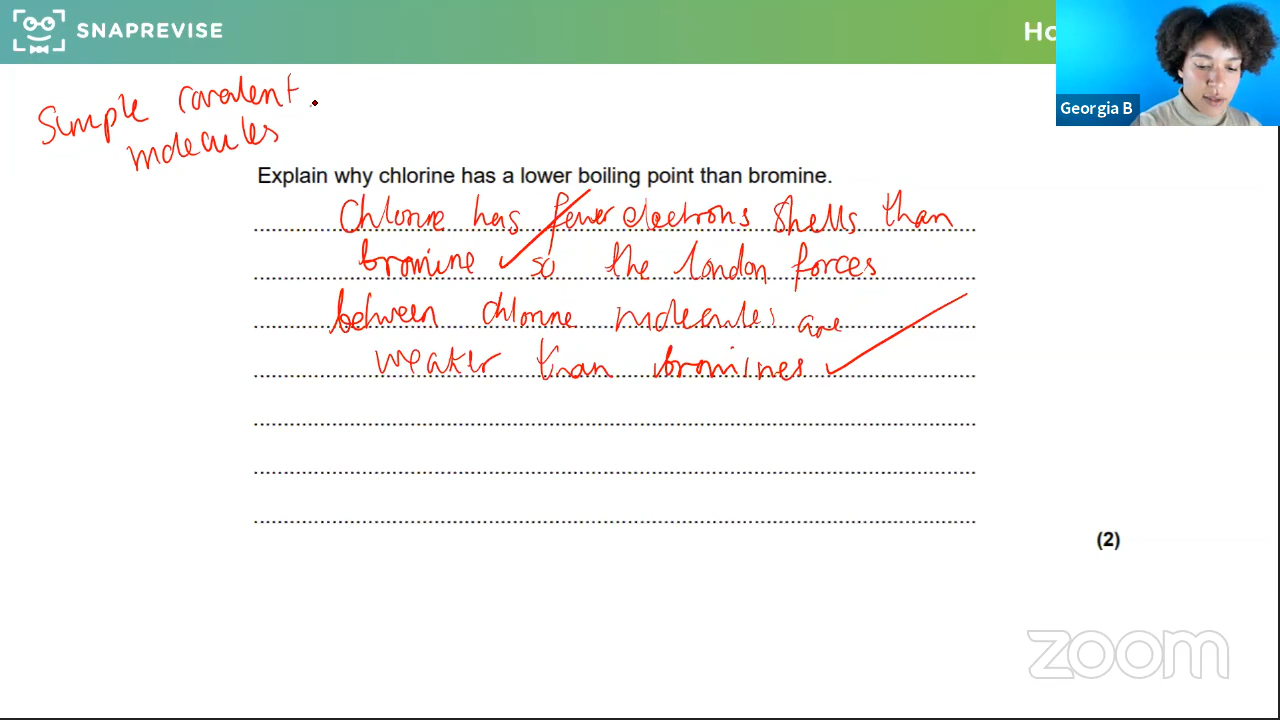 SNAPREVISE
Ho
Georgia B
Simple covalent
molecules
Explain why chlorine has a lower boiling point than bromine.
Chlorine has fewer electrons shells than
bromine ✓ so the london forces
between chlorine molecules are
weaker than bromines ✓
(2)
zoom